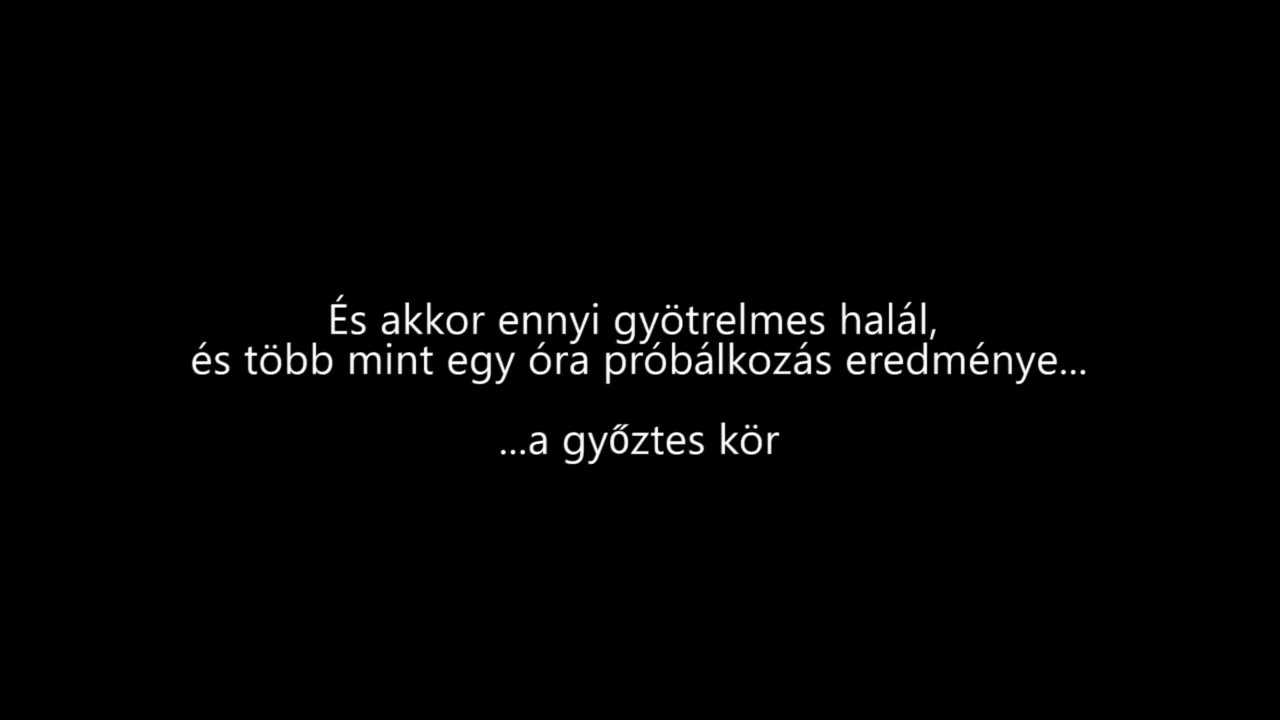 És akkor ennyi gyötrelmes halál,
és több mint egy óra próbálkozás eredménye...
...a győztes kör